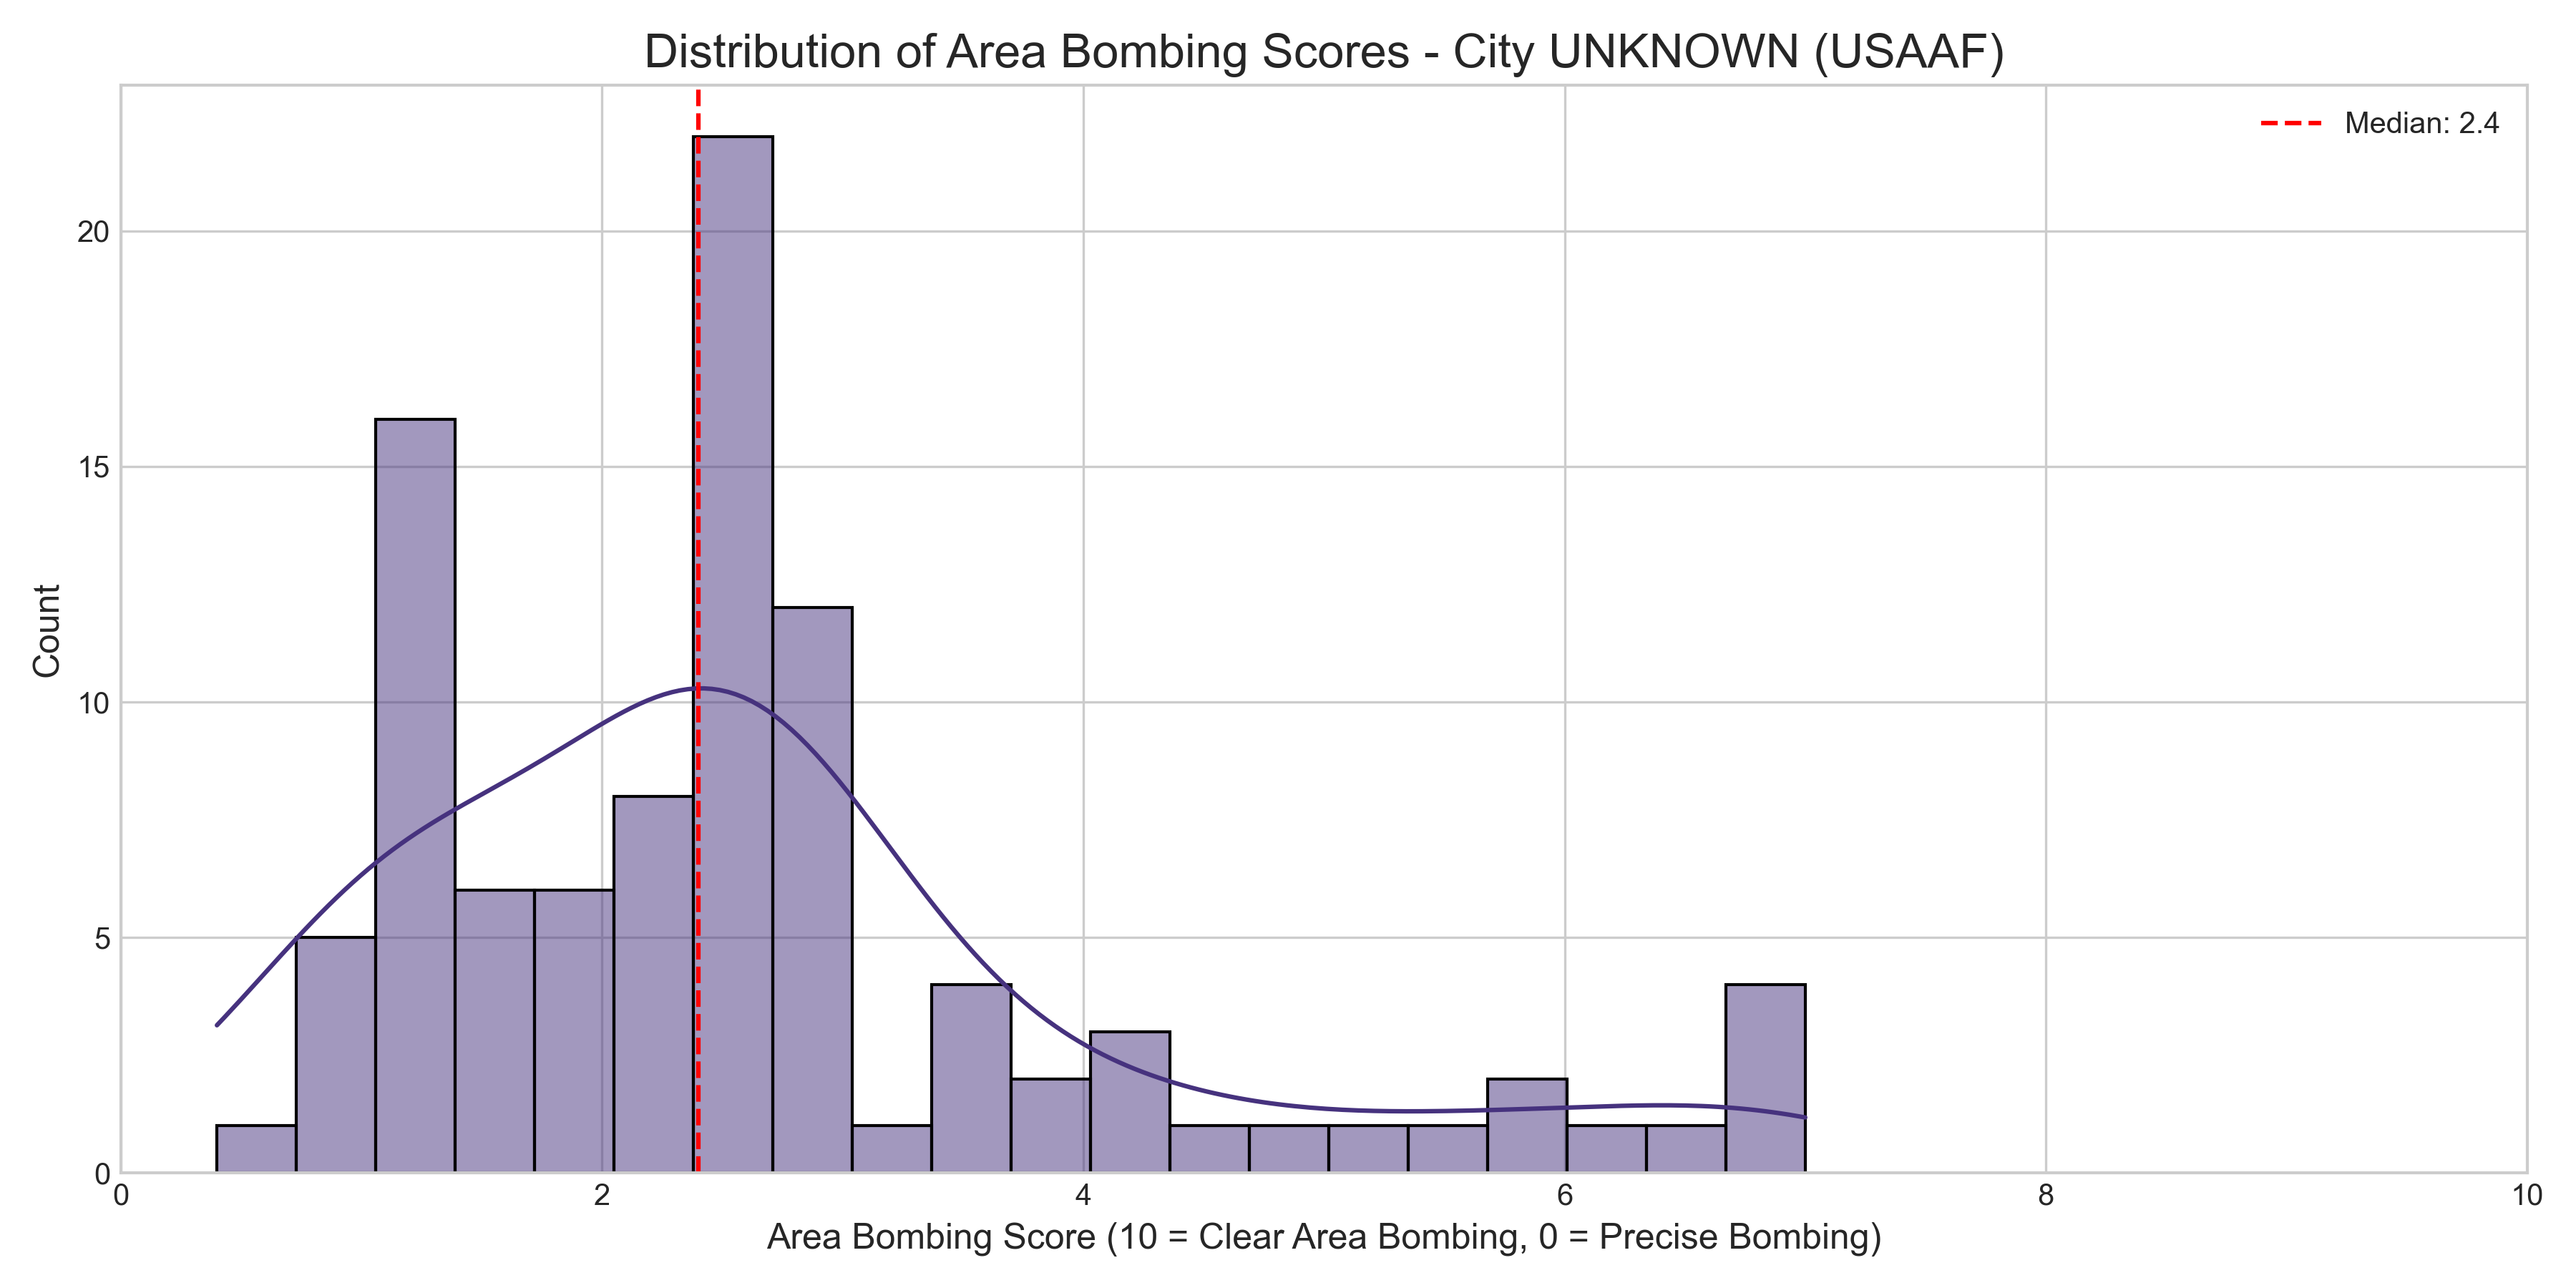 Distribution of Area Bombing Scores - City UNKNOWN (USAAF)
Median: 2.4
Count
20
15
10
5
0
0 2 4 6 8 10
Area Bombing Score (10 = Clear Area Bombing, 0 = Precise Bombing)